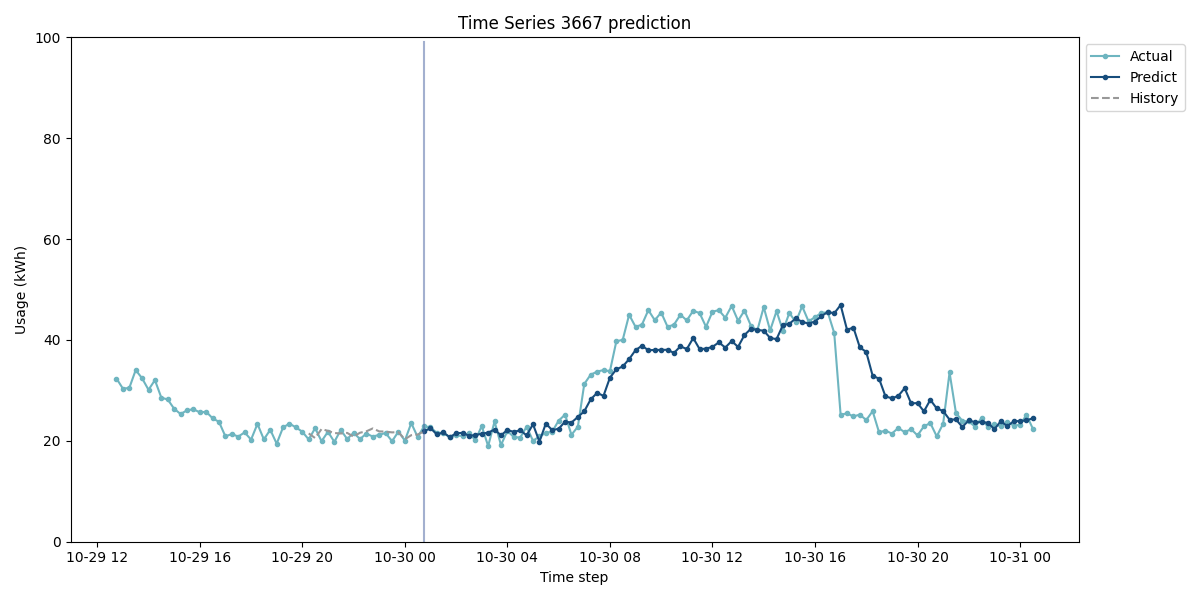 Time Series 3667 prediction
100
80
60
40
20
0
Usage (kWh)
10-29 12
10-29 16
10-29 20
10-30 00
10-30 04
10-30 08
10-30 12
10-30 16
10-30 20
10-31 00
Time step
Actual
Predict
History